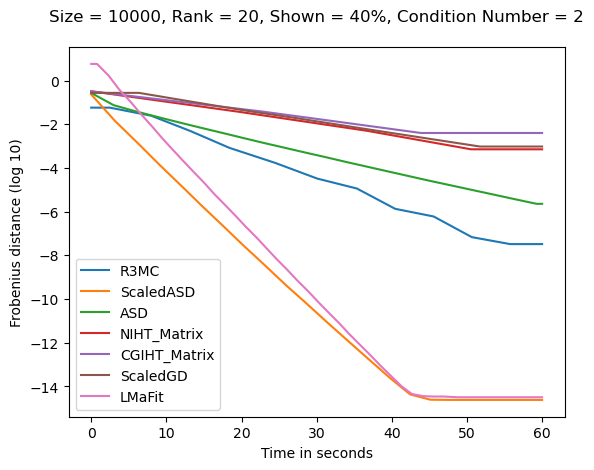 Size = 10000, Rank = 20, Shown = 40%, Condition Number = 2
Frobenius distance (log 10)
0
−2
−4
−6
−8
−10
−12
−14
R3MC
ScaledASD
ASD
NIHT_Matrix
CGIHT_Matrix
ScaledGD
LMaFit
0 10 20 30 40 50 60
Time in seconds